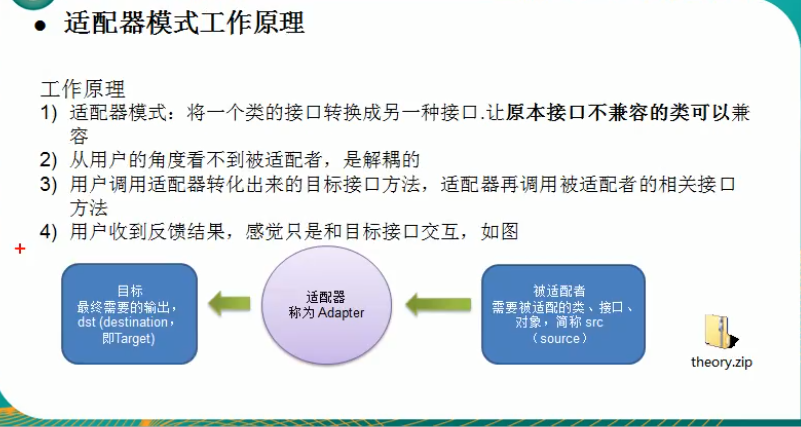 ● 适配器模式工作原理
工作原理
1) 适配器模式：将一个类的接口转换成另一种接口.让原本接口不兼容的类可以兼
容
2) 从用户的角度看不到被适配者，是解耦的
3) 用户调用适配器转化出来的目标接口方法，适配器再调用被适配者的相关接口
方法
4) 用户收到反馈结果，感觉只是和目标接口交互，如图
目标
最终需要的输出，
dst (destination，
即Target)
适配器
称为 Adapter
被适配者
需要被适配的类、接口、
对象，简称 src
（source）
theory.zip